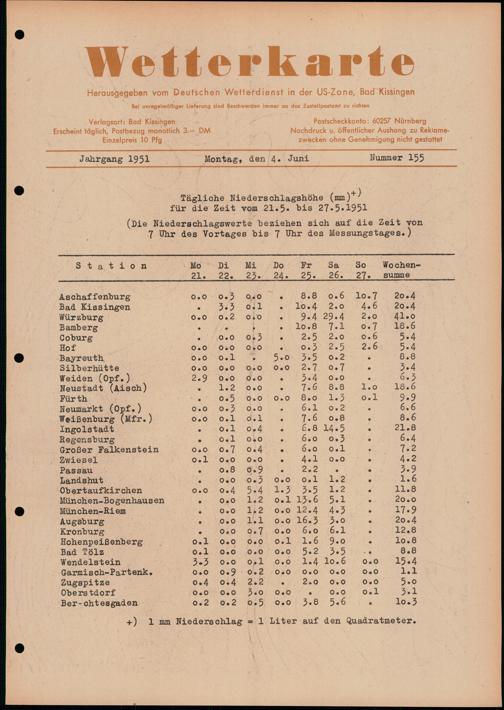 Wetterkarte
Herausgegeben vom Deutschen Wetterdienst in der US-Zone, Bad Kissingen
Bei unregelmäßiger Lieferung sind Beschwerden immer an das Zustellpostamt zu richten
Verlagsort: Bad Kissingen
Erscheint täglich, Postbezug monatlich 3.— DM
Einzelpreis 10 Pfg
Postscheckkonto: 60257 Nürnberg
Nachdruck u. öffentlicher Aushang zu Reklame-
zwecken ohne Genehmigung nicht gestattet
Jahrgang 1951 Montag, den 4. Juni Nummer 155
Tägliche Niederschlagshöhe (mm)+)
für die Zeit vom 21.5. bis 27.5.1951
(Die Niederschlagswerte beziehen sich auf die Zeit von
7 Uhr des Vortages bis 7 Uhr des Messungstages.)
Station Mo Di Mi Do Fr Sa So Wochen-
21. 22. 23. 24. 25. 26. 27. summe
Aschaffenburg 0.0 0.3 0.0 . 8.8 0.6 10.7 20.4
Bad Kissingen . 3.3 0.1 . 10.4 2.0 4.6 20.4
Würzburg 0.0 0.2 0.0 . 9.4 29.4 2.0 41.0
Bamberg . . . . 10.8 7.1 0.7 18.6
Coburg . 0.0 0.3 . 2.5 2.0 0.6 5.4
Hof 0.0 0.0 0.0 . 0.3 2.5 2.6 5.4
Bayreuth . 0.1 . 5.0 3.5 0.2 . 8.8
Silberhütte . 0.0 0.0 0.0 2.7 0.7 . 3.4
Weiden (Opf.) 2.9 0.0 0.0 . 3.4 0.0 . 6.3
Neustadt (Aisch) . 1.2 0.0 . 7.6 8.8 1.0 18.6
Fürth . 0.5 0.0 0.0 8.0 1.3 0.1 9.9
Neumarkt (Opf.) 0.0 0.3 0.0 . 6.1 0.2 . 6.6
Weißenburg (Mfr.) 0.0 0.0 0.1 . 7.6 0.8 . 8.6
Ingolstadt . 0.1 0.4 . 6.8 14.5 . 21.8
Regensburg . 0.1 0.0 . 6.0 0.3 . 6.4
Großer Falkenstein 0.0 0.7 0.4 . 6.0 0.1 . 7.2
Zwiesel 0.1 0.0 0.0 . 4.1 0.0 . 4.2
Passau . 0.8 0.9 . 2.2 . . 3.9
Landshut . 0.0 0.3 0.0 0.1 1.2 . 1.6
Obertaufkirchen 0.0 0.4 5.4 1.3 3.5 1.2 . 11.8
München-Bogenhausen . 0.0 1.2 0.1 13.6 5.1 . 20.0
München-Riem . 0.0 1.2 0.0 12.4 4.3 . 17.9
Augsburg . 0.0 1.1 0.0 16.3 3.0 . 20.4
Kronburg . 0.0 0.7 0.0 6.0 6.1 . 12.8
Hohenpeißenberg 0.1 0.0 0.0 0.1 1.6 9.0 . 10.8
Bad Tölz 0.1 0.0 0.0 0.0 5.2 3.5 . 8.8
Wendelstein 3.3 0.0 0.1 0.0 1.4 10.6 0.0 15.4
Garmisch-Partenk. 0.0 0.9 0.2 0.0 0.0 0.0 0.0 1.1
Zugspitze 0.4 0.4 2.2 . 2.0 0.0 0.0 5.0
Oberstdorf 0.0 0.0 3.0 0.0 . 0.0 0.1 3.1
Berchtesgaden 0.2 0.2 0.5 0.0 3.8 5.6 . 10.3
+) 1 mm Niederschlag = 1 Liter auf den Quadratmeter.